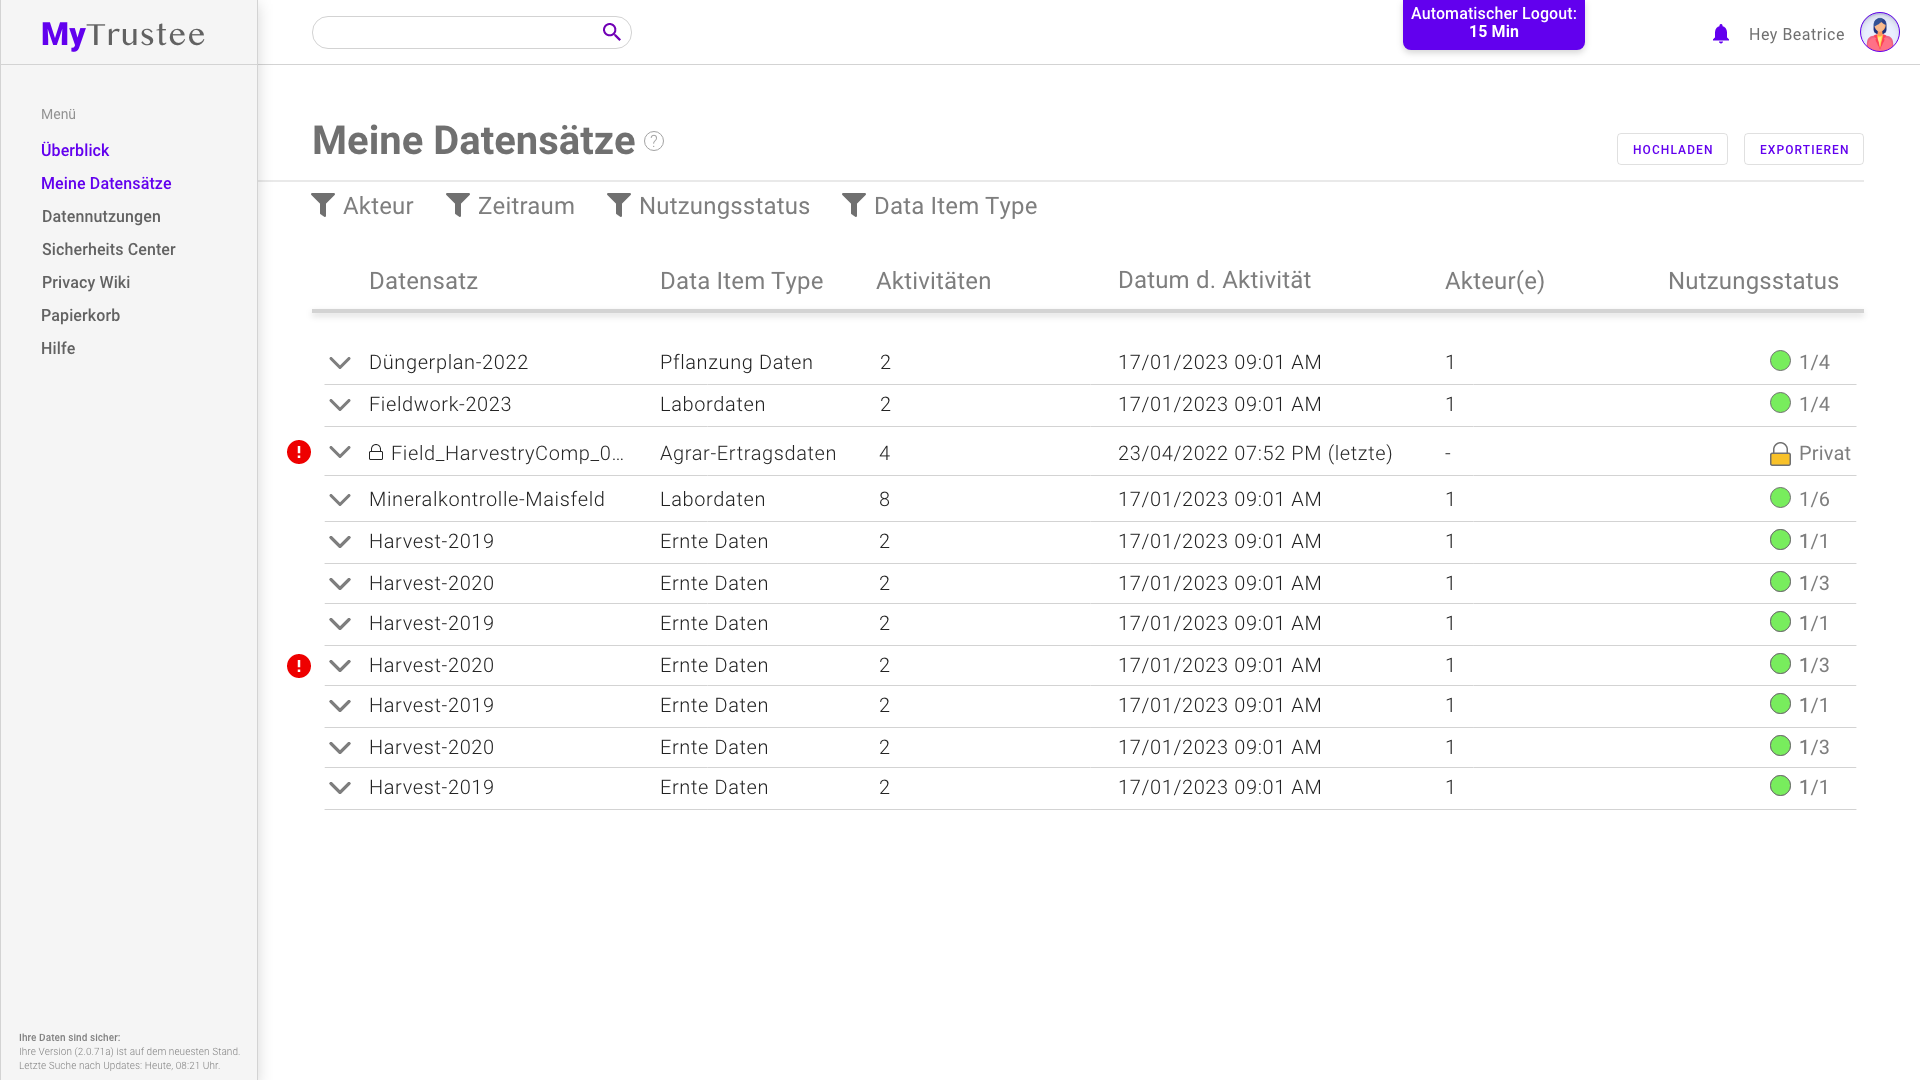 MyTrustee
Automatischer Logout:
15 Min
Hey Beatrice
Menü
Überblick
Meine Datensätze
Datennutzungen
Sicherheits Center
Privacy Wiki
Papierkorb
Hilfe
Meine Datensätze ?
HOCHLADEN EXPORTIEREN
Akteur Zeitraum Nutzungsstatus Data Item Type
Datensatz Data Item Type Aktivitäten Datum d. Aktivität Akteur(e) Nutzungsstatus
Düngerplan-2022 Pflanzung Daten 2 17/01/2023 09:01 AM 1 1/4
Fieldwork-2023 Labordaten 2 17/01/2023 09:01 AM 1 1/4
! Field_HarvestryComp_0... Agrar-Ertragsdaten 4 23/04/2022 07:52 PM (letzte) - Privat
Mineralkontrolle-Maisfeld Labordaten 8 17/01/2023 09:01 AM 1 1/6
Harvest-2019 Ernte Daten 2 17/01/2023 09:01 AM 1 1/1
Harvest-2020 Ernte Daten 2 17/01/2023 09:01 AM 1 1/3
Harvest-2019 Ernte Daten 2 17/01/2023 09:01 AM 1 1/1
! Harvest-2020 Ernte Daten 2 17/01/2023 09:01 AM 1 1/3
Harvest-2019 Ernte Daten 2 17/01/2023 09:01 AM 1 1/1
Harvest-2020 Ernte Daten 2 17/01/2023 09:01 AM 1 1/3
Harvest-2019 Ernte Daten 2 17/01/2023 09:01 AM 1 1/1
Ihre Daten sind sicher:
Ihre Version (2.0.71a) ist auf dem neuesten Stand.
Letzte Suche nach Updates: Heute, 08:21 Uhr.